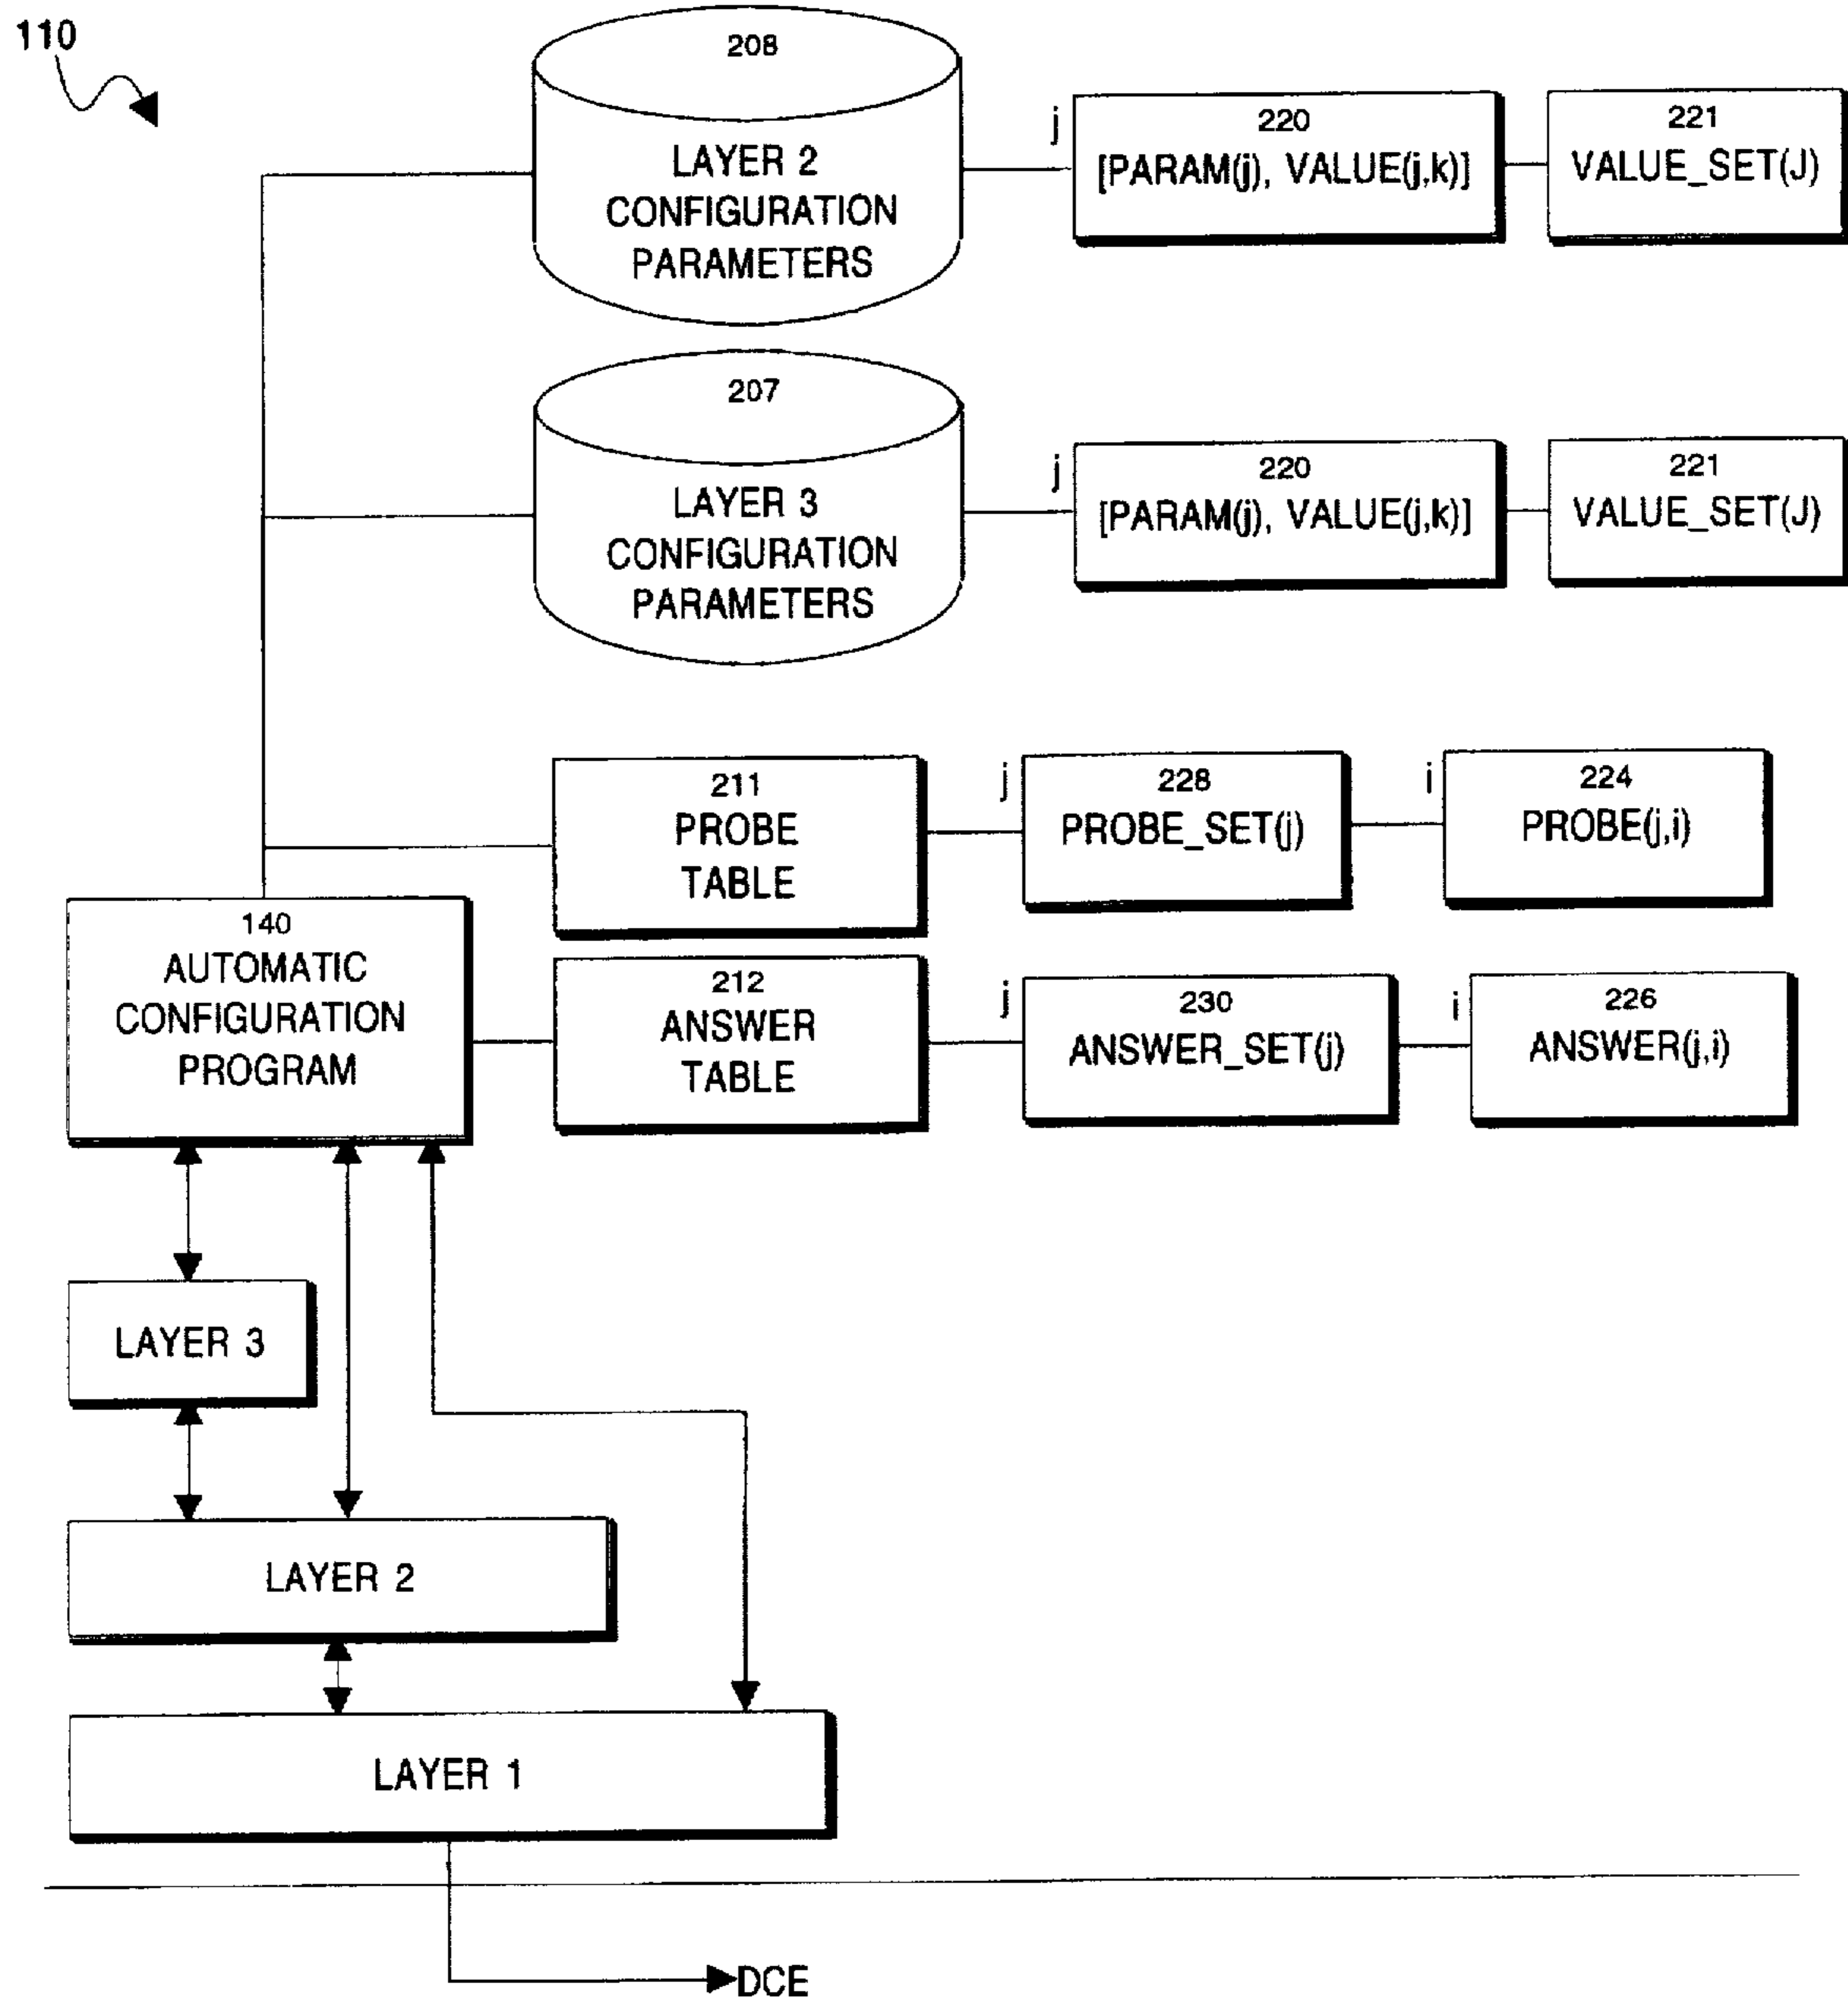 110
208
LAYER 2
CONFIGURATION
PARAMETERS
j
220
[PARAM(j), VALUE(j,k)]
221
VALUE_SET(J)
207
LAYER 3
CONFIGURATION
PARAMETERS
j
220
[PARAM(j), VALUE(j,k)]
221
VALUE_SET(J)
211
PROBE
TABLE
j
228
PROBE_SET(j)
i
224
PROBE(j,i)
140
AUTOMATIC
CONFIGURATION
PROGRAM
212
ANSWER
TABLE
j
230
ANSWER_SET(j)
i
226
ANSWER(j,i)
LAYER 3
LAYER 2
LAYER 1
DCE